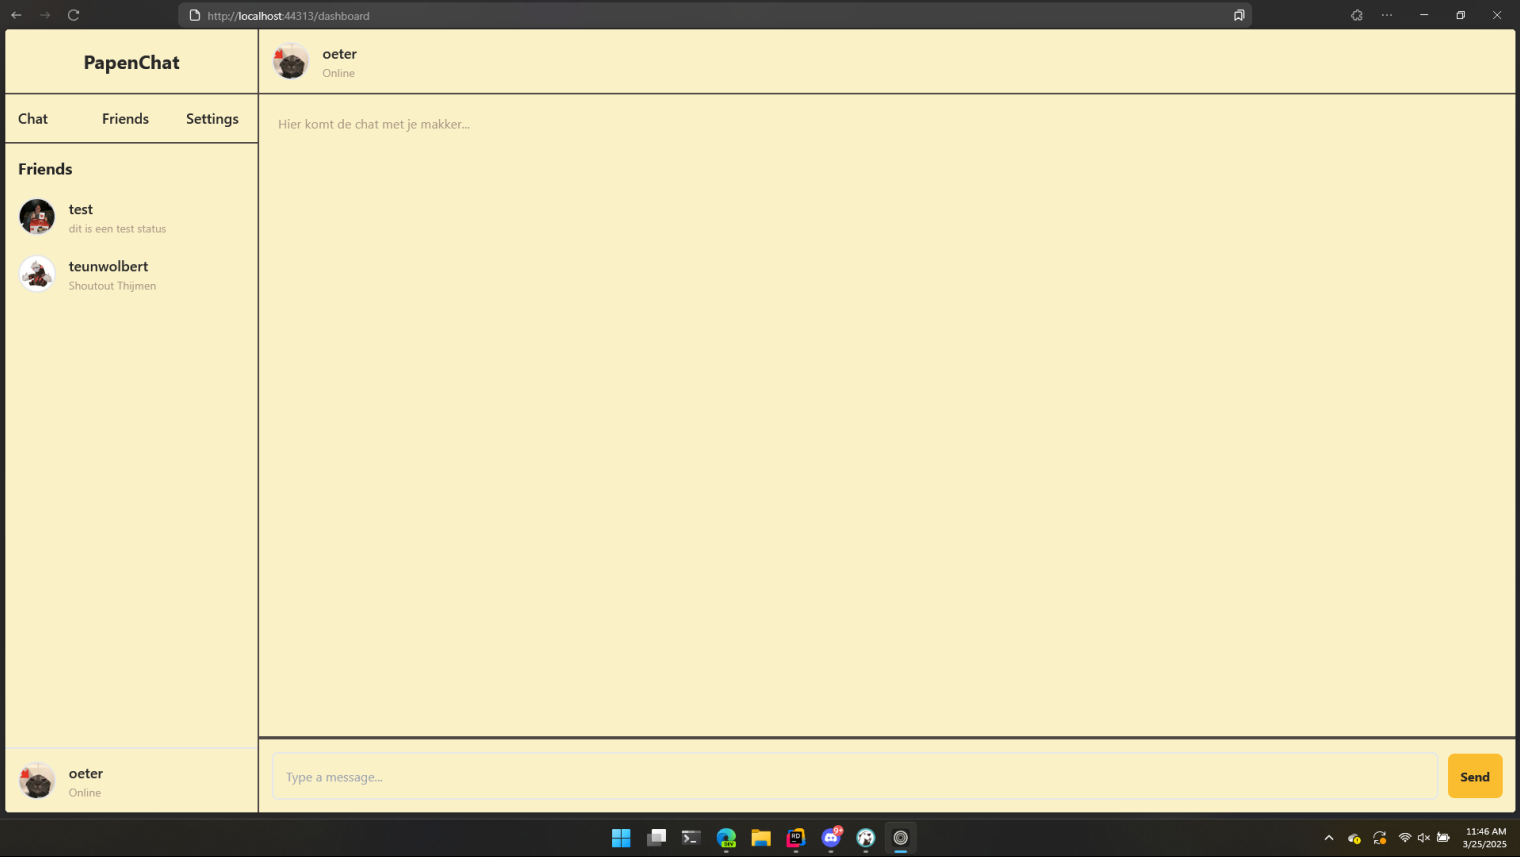 http://localhost:44313/dashboard
PapenChat
oeter
Online
Chat Friends Settings
Hier komt de chat met je makker...
Friends
test
dit is een test status
teunwolbert
Shoutout Thijmen
oeter
Online
Type a message...
Send
11:46 AM
3/25/2025